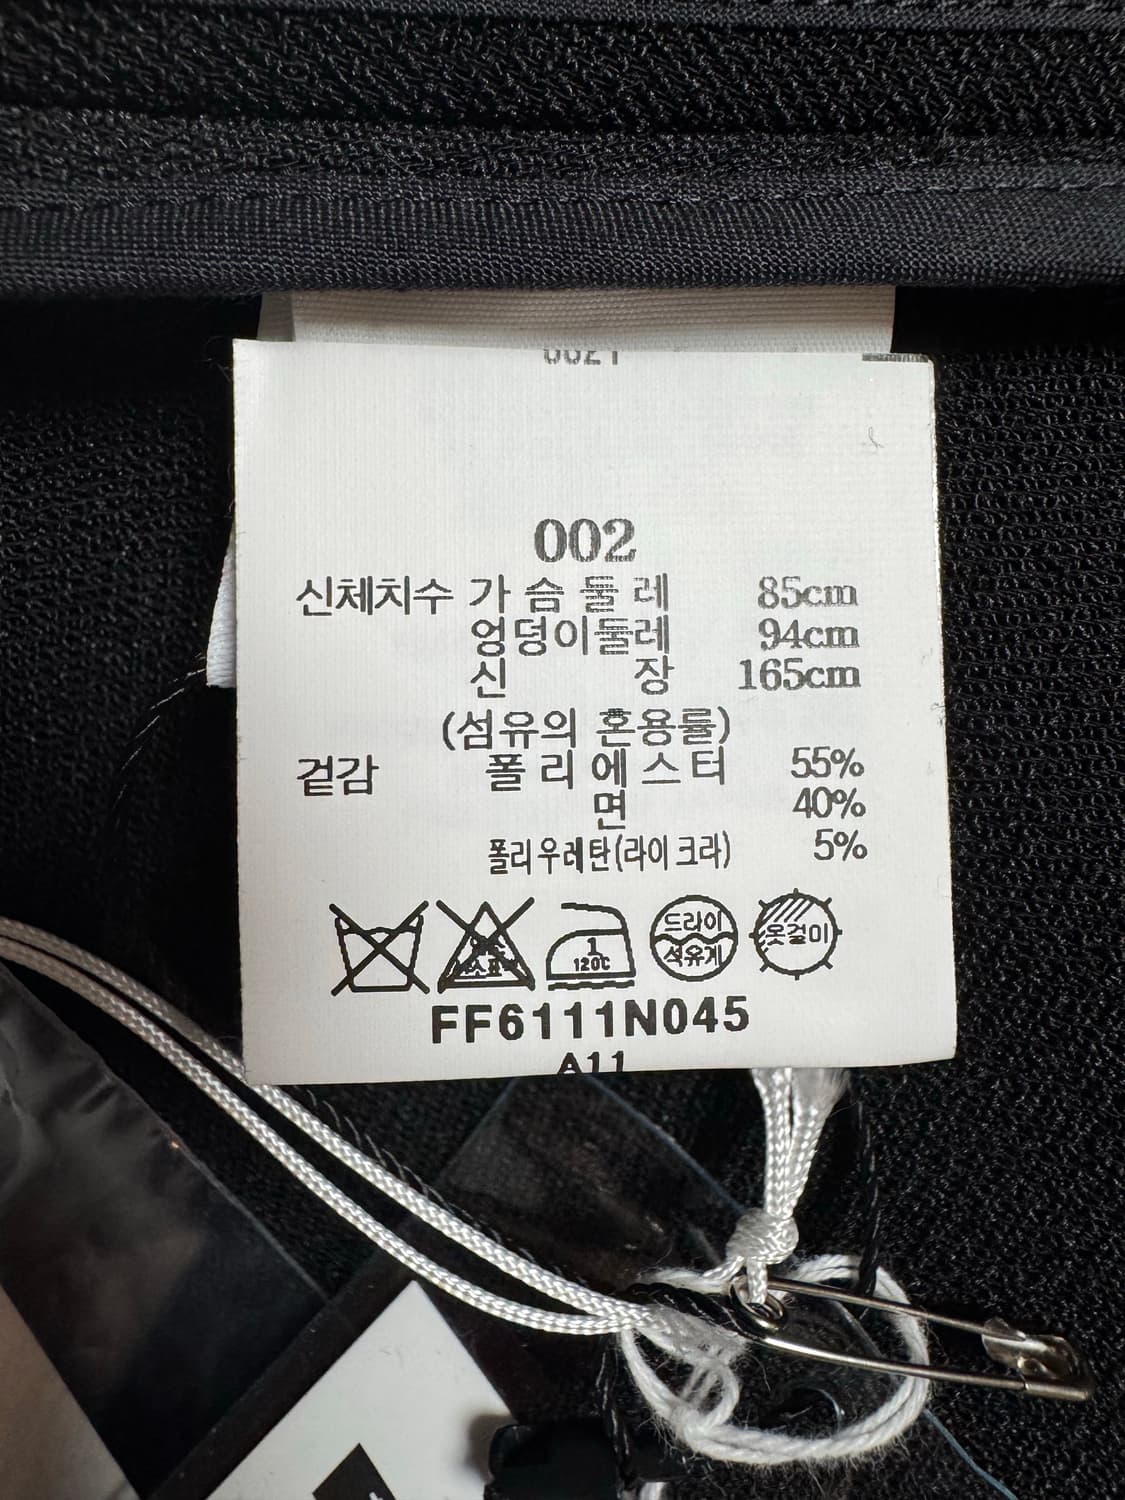 002
신체치수 가슴둘레 85cm
엉덩이둘레 94cm
신장 165cm
(섬유의 혼용률)
겉감 폴리에스터 55%
면 40%
폴리우레탄(라이크라) 5%
1
120℃
드라이
석유계
옷걸이
FF6111N045
A11